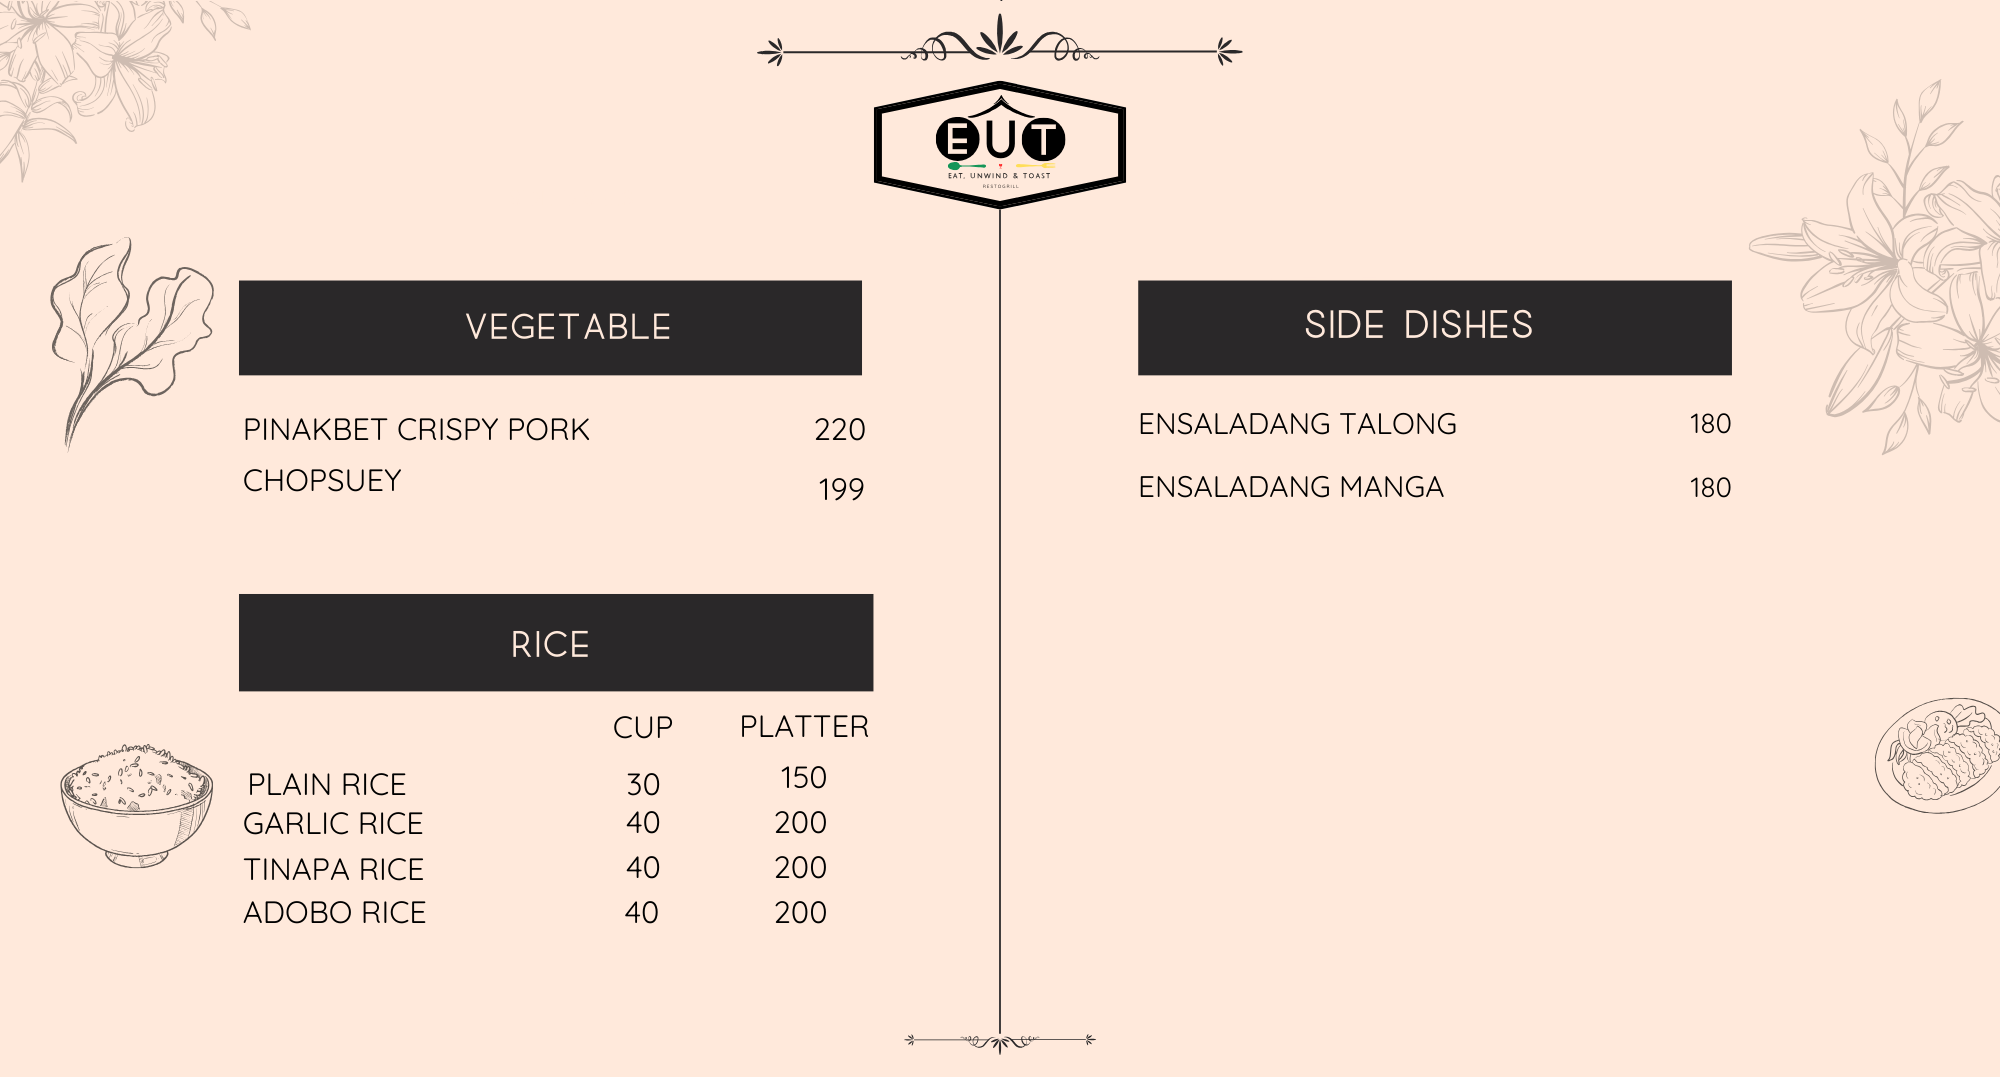 EUT
EAT, UNWIND & TOAST
RESTOGRILL
VEGETABLE
PINAKBET CRISPY PORK 220
CHOPSUEY 199
RICE
CUP PLATTER
PLAIN RICE 30 150
GARLIC RICE 40 200
TINAPA RICE 40 200
ADOBO RICE 40 200
SIDE DISHES
ENSALADANG TALONG 180
ENSALADANG MANGA 180